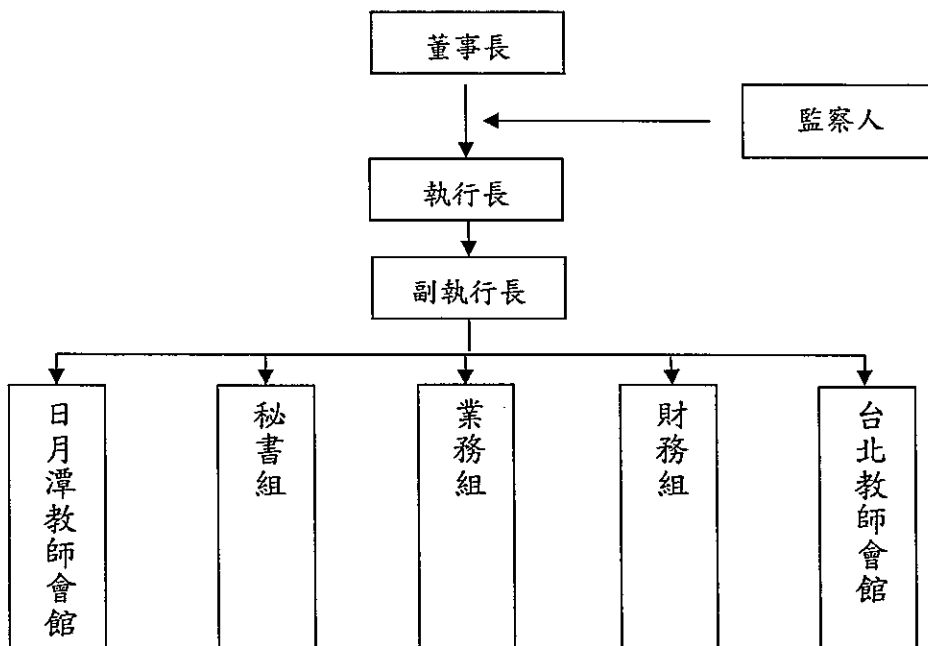 董事長
監察人
執行長
副執行長
日月潭教師會館
秘書組
業務組
財務組
台北教師會館